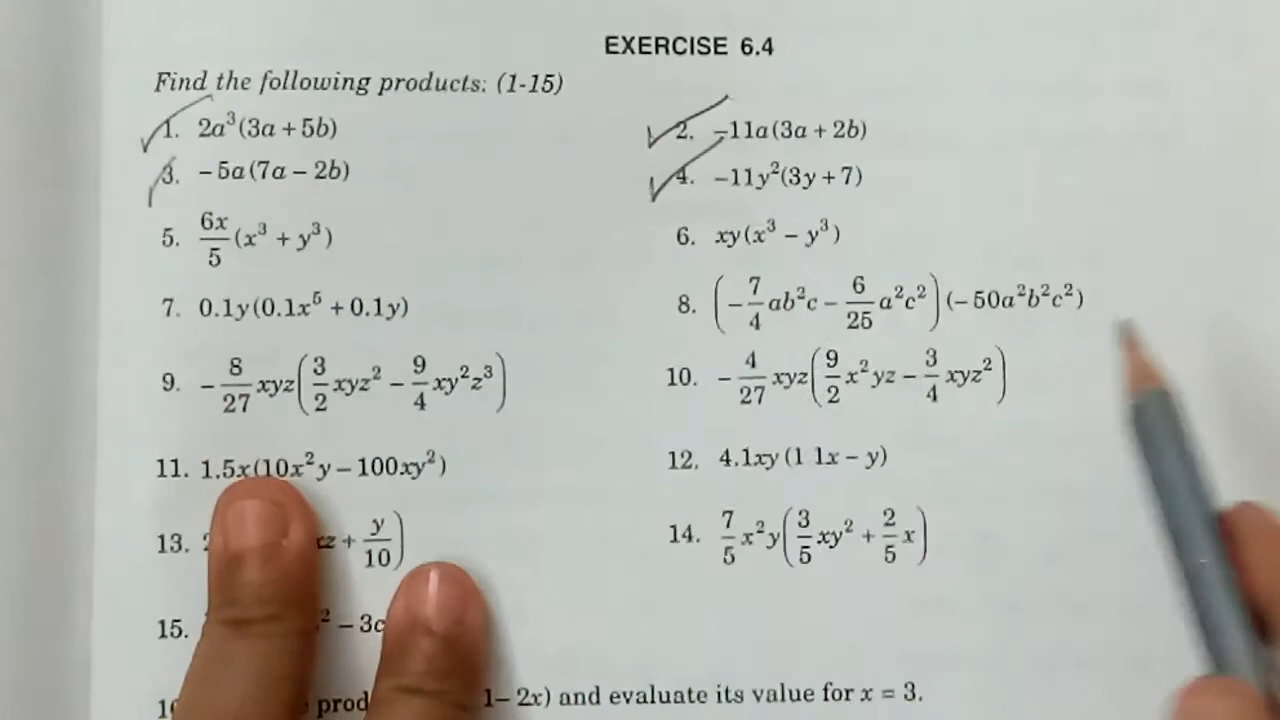 EXERCISE 6.4
Find the following products: (1-15)
1. 2a³(3a + 5b)
2. –11a(3a + 2b)
3. – 5a(7a – 2b)
4. –11y²(3y + 7)
5. 6x/5 (x³ + y³)
6. xy(x³ – y³)
7. 0.1y(0.1x⁵ + 0.1y)
8. (– 7/4 ab²c – 6/25 a²c²) (– 50a²b²c²)
9. – 8/27 xyz(3/2 xyz² – 9/4 xy²z³)
10. – 4/27 xyz(9/2 x²yz – 3/4 xyz²)
11. 1.5x(10x²y – 100xy²)
12. 4.1xy (1 1x – y)
13. z + y/10)
14. 7/5 x²y(3/5 xy² + 2/5 x)
15. ² – 3
1– 2x) and evaluate its value for x = 3.